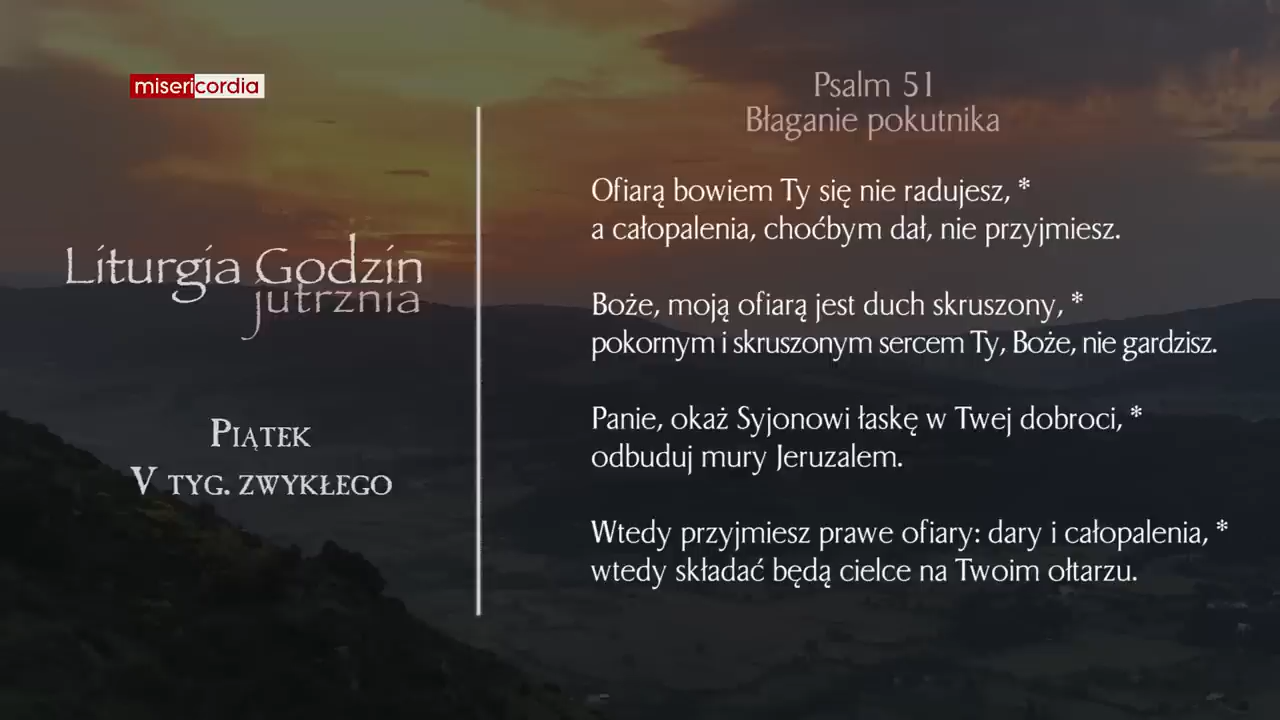 misericordia
Liturgia Godzin
jutrznia
Piątek
V tyg. zwykłego
Psalm 51
Błaganie pokutnika
Ofiarą bowiem Ty się nie radujesz, *
a całopalenia, choćbym dał, nie przyjmiesz.
Boże, moją ofiarą jest duch skruszony, *
pokornym i skruszonym sercem Ty, Boże, nie gardzisz.
Panie, okaż Syjonowi łaskę w Twej dobroci, *
odbuduj mury Jeruzalem.
Wtedy przyjmiesz prawe ofiary: dary i całopalenia, *
wtedy składać będą cielce na Twoim ołtarzu.